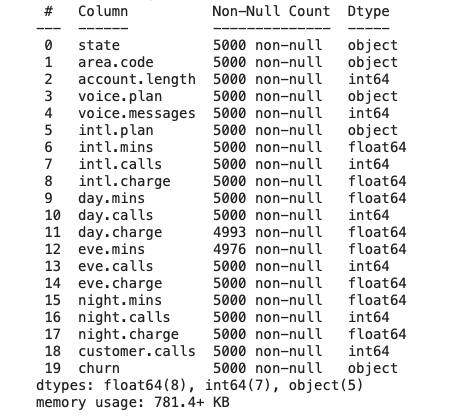 #   Column          Non-Null Count  Dtype
---  ------          --------------  -----
0   state           5000 non-null   object
1   area.code       5000 non-null   object
2   account.length  5000 non-null   int64
3   voice.plan      5000 non-null   object
4   voice.messages  5000 non-null   int64
5   intl.plan       5000 non-null   object
6   intl.mins       5000 non-null   float64
7   intl.calls      5000 non-null   int64
8   intl.charge     5000 non-null   float64
9   day.mins        5000 non-null   float64
10  day.calls       5000 non-null   int64
11  day.charge      4993 non-null   float64
12  eve.mins        4976 non-null   float64
13  eve.calls       5000 non-null   int64
14  eve.charge      5000 non-null   float64
15  night.mins      5000 non-null   float64
16  night.calls     5000 non-null   int64
17  night.charge    5000 non-null   float64
18  customer.calls  5000 non-null   int64
19  churn           5000 non-null   object
dtypes: float64(8), int64(7), object(5)
memory usage: 781.4+ KB